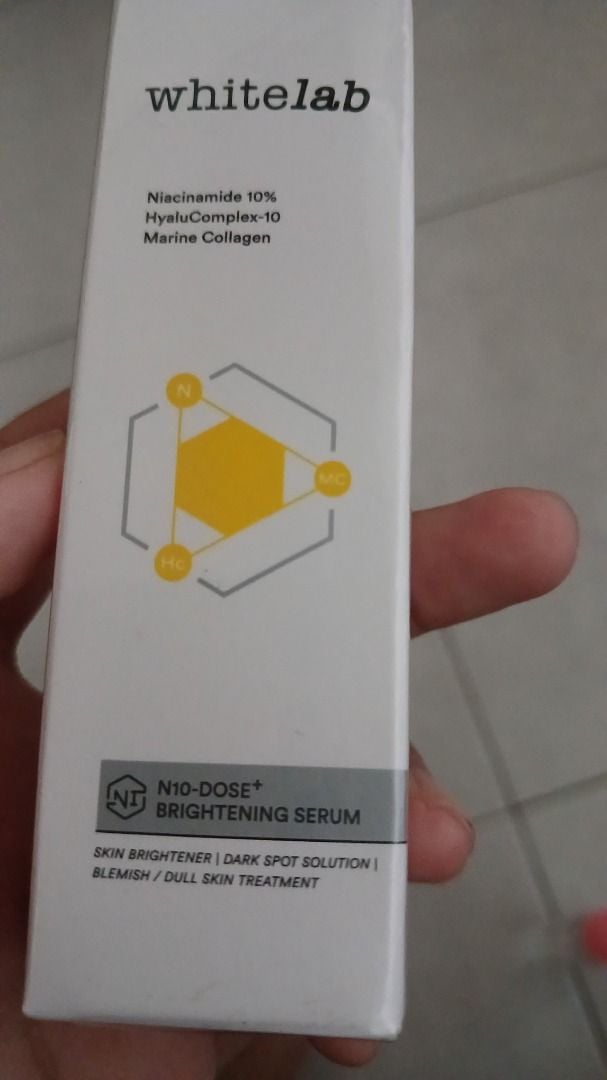 whitelab
Niacinamide 10%
HyaluComplex-10
Marine Collagen
N
MC
Hc
N10-DOSE+
BRIGHTENING SERUM
SKIN BRIGHTENER | DARK SPOT SOLUTION |
BLEMISH / DULL SKIN TREATMENT